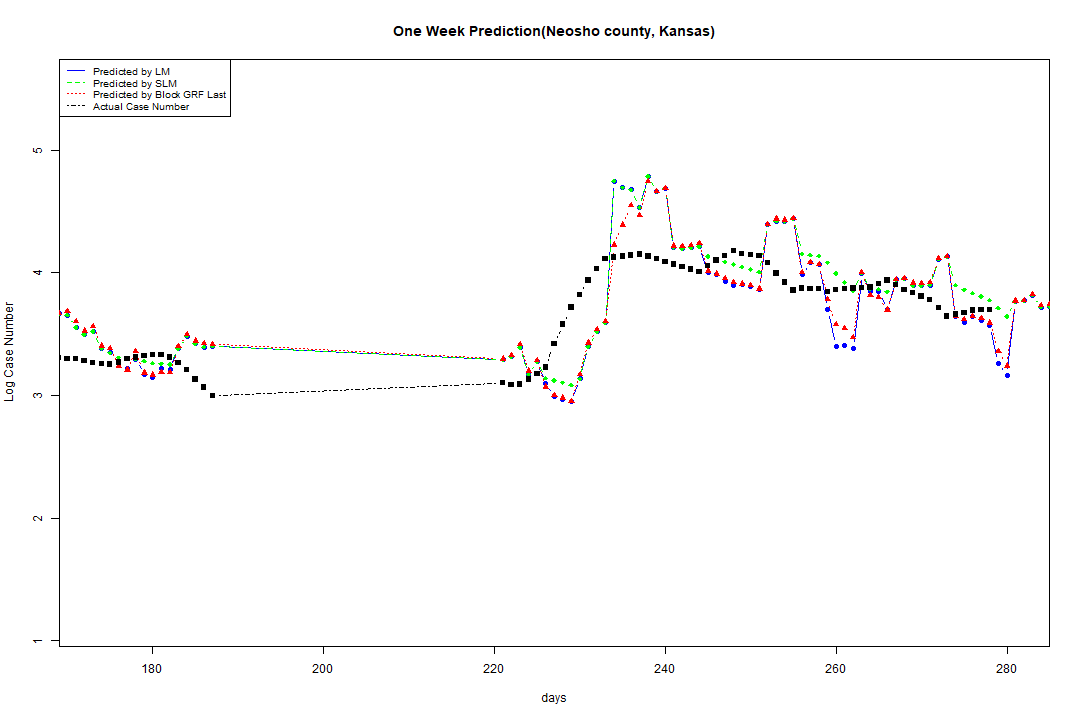 One Week Prediction(Neosho county, Kansas)
Predicted by LM
Predicted by SLM
Predicted by Block GRF Last
Actual Case Number
5
4
3
2
1
Log Case Number
180 200 220 240 260 280
days